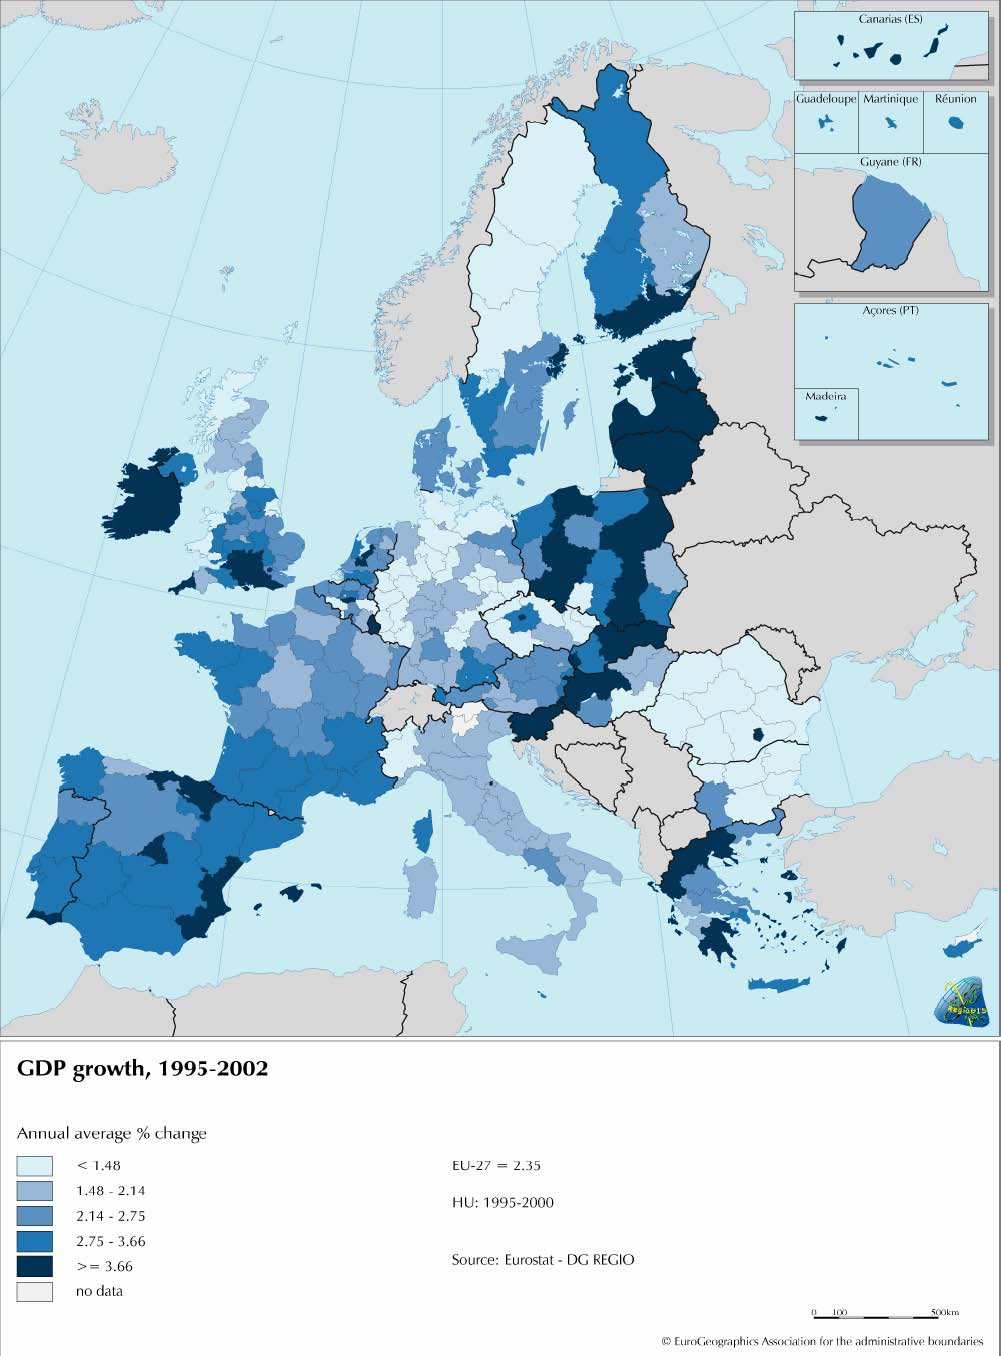 Canarias (ES)
Guadeloupe
Martinique
Réunion
Guyane (FR)
Açores (PT)
Madeira
GDP growth, 1995-2002
Annual average % change
< 1.48
1.48 - 2.14
2.14 - 2.75
2.75 - 3.66
>= 3.66
no data
EU-27 = 2.35
HU: 1995-2000
Source: Eurostat - DG REGIO
0 100 500km
© EuroGeographics Association for the administrative boundaries